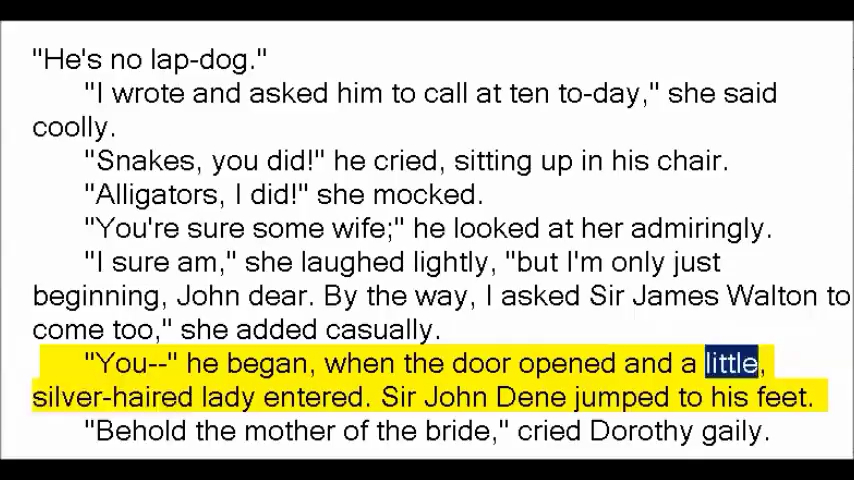 "He's no lap-dog."
"I wrote and asked him to call at ten to-day," she said
coolly.
"Snakes, you did!" he cried, sitting up in his chair.
"Alligators, I did!" she mocked.
"You're sure some wife;" he looked at her admiringly.
"I sure am," she laughed lightly, "but I'm only just
beginning, John dear. By the way, I asked Sir James Walton to
come too," she added casually.
"You--" he began, when the door opened and a little,
silver-haired lady entered. Sir John Dene jumped to his feet.
"Behold the mother of the bride," cried Dorothy gaily.